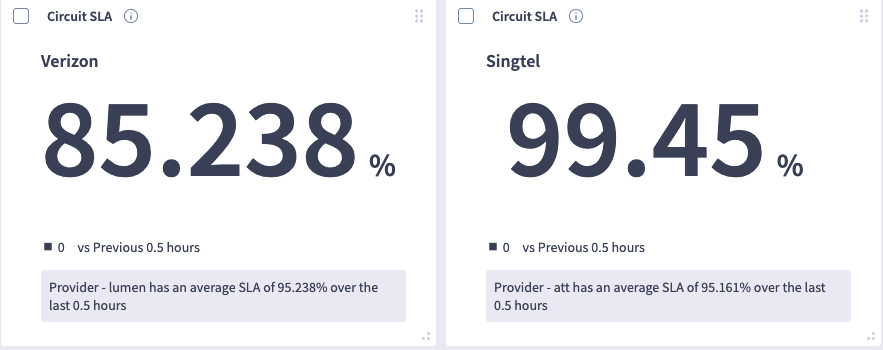 Circuit SLA
Verizon
85.238 %
0 vs Previous 0.5 hours
Provider - lumen has an average SLA of 95.238% over the
last 0.5 hours
Circuit SLA
Singtel
99.45 %
0 vs Previous 0.5 hours
Provider - att has an average SLA of 95.161% over the last
0.5 hours